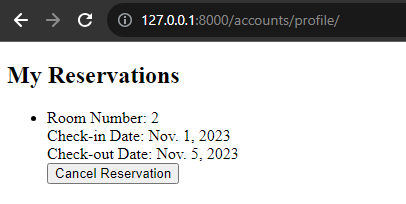 127.0.0.1:8000/accounts/profile/
My Reservations
Room Number: 2
Check-in Date: Nov. 1, 2023
Check-out Date: Nov. 5, 2023
Cancel Reservation